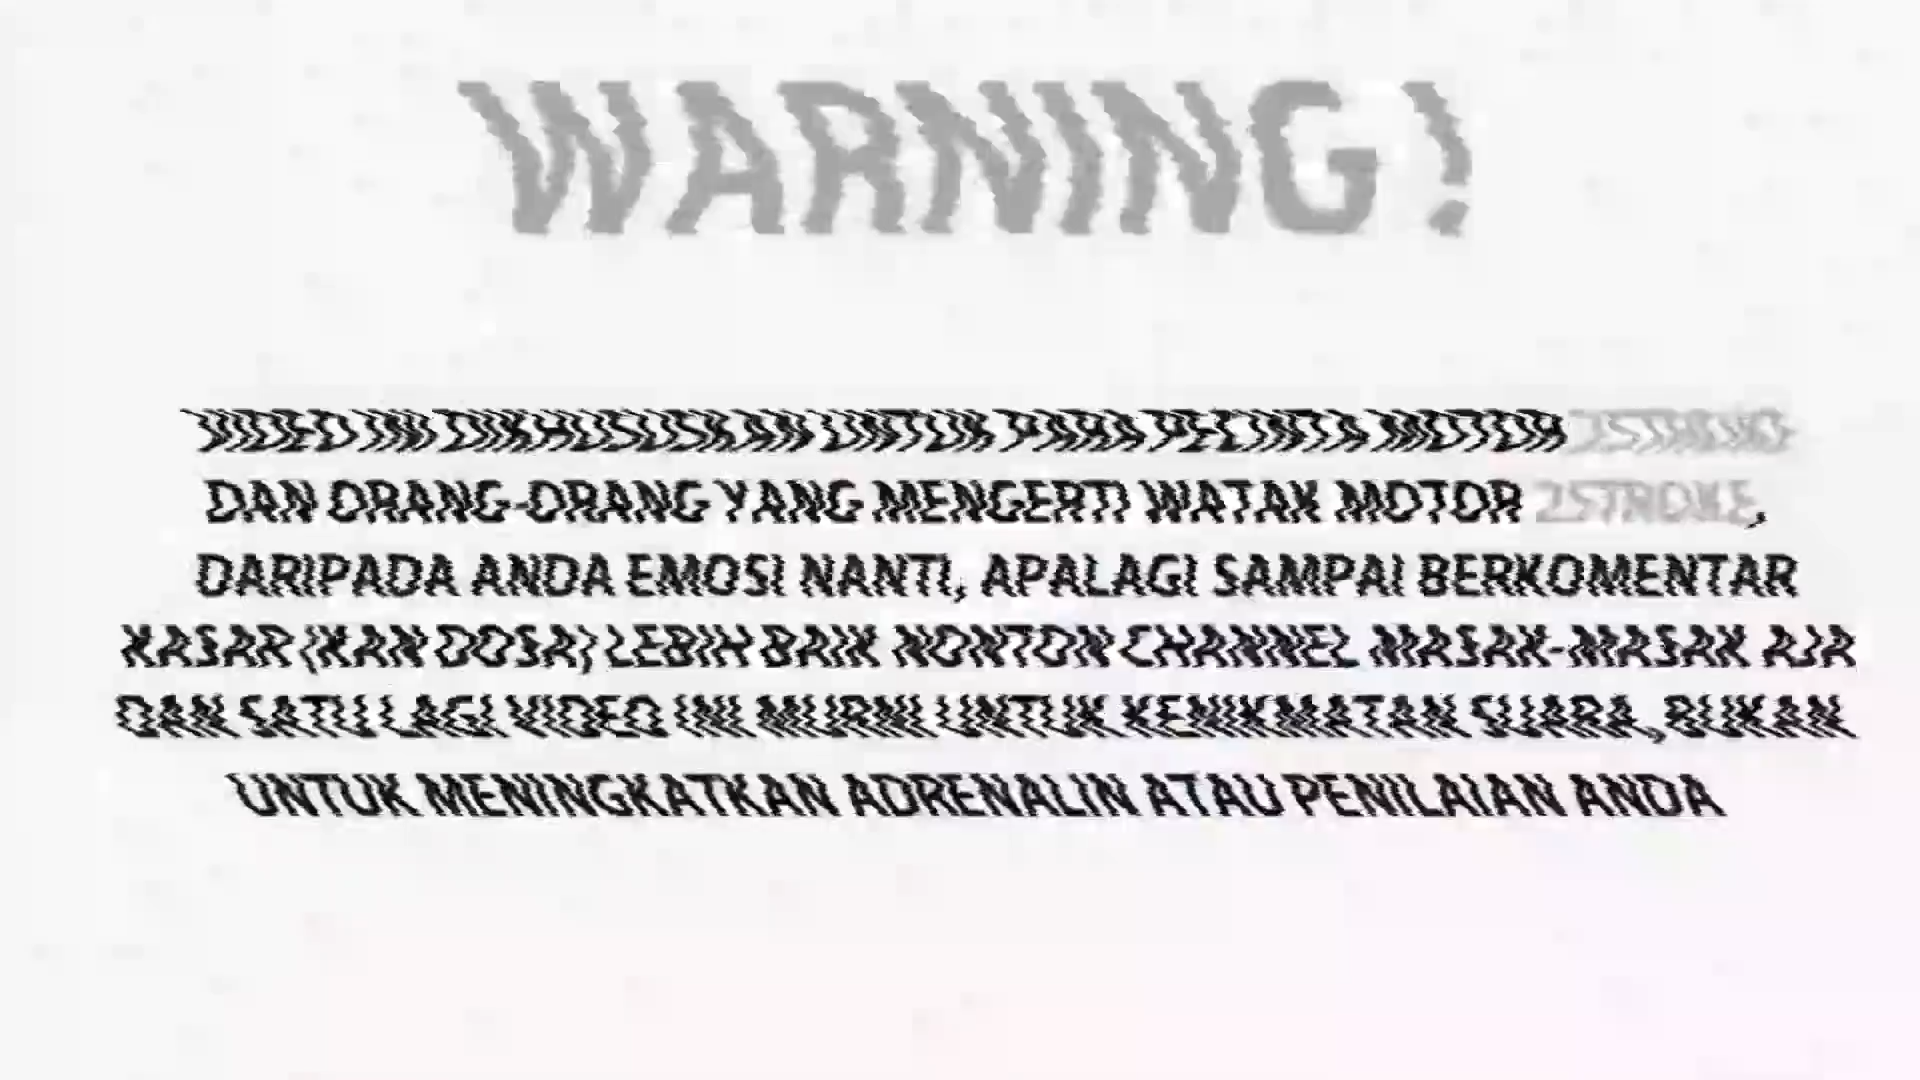 WARNING!
VIDEO INI DIKHUSUSKAN UNTUK PARA PECINTA MOTOR 2STROKE
DAN ORANG-ORANG YANG MENGERTI WATAK MOTOR 2STROKE,
DARIPADA ANDA EMOSI NANTI, APALAGI SAMPAI BERKOMENTAR
KASAR (KAN DOSA) LEBIH BAIK NONTON CHANNEL MASAK-MASAK AJA
DAN SATU LAGI VIDEO INI MURNI UNTUK KENIKMATAN SUARA, BUKAN
UNTUK MENINGKATKAN ADRENALIN ATAU PENILAIAN ANDA